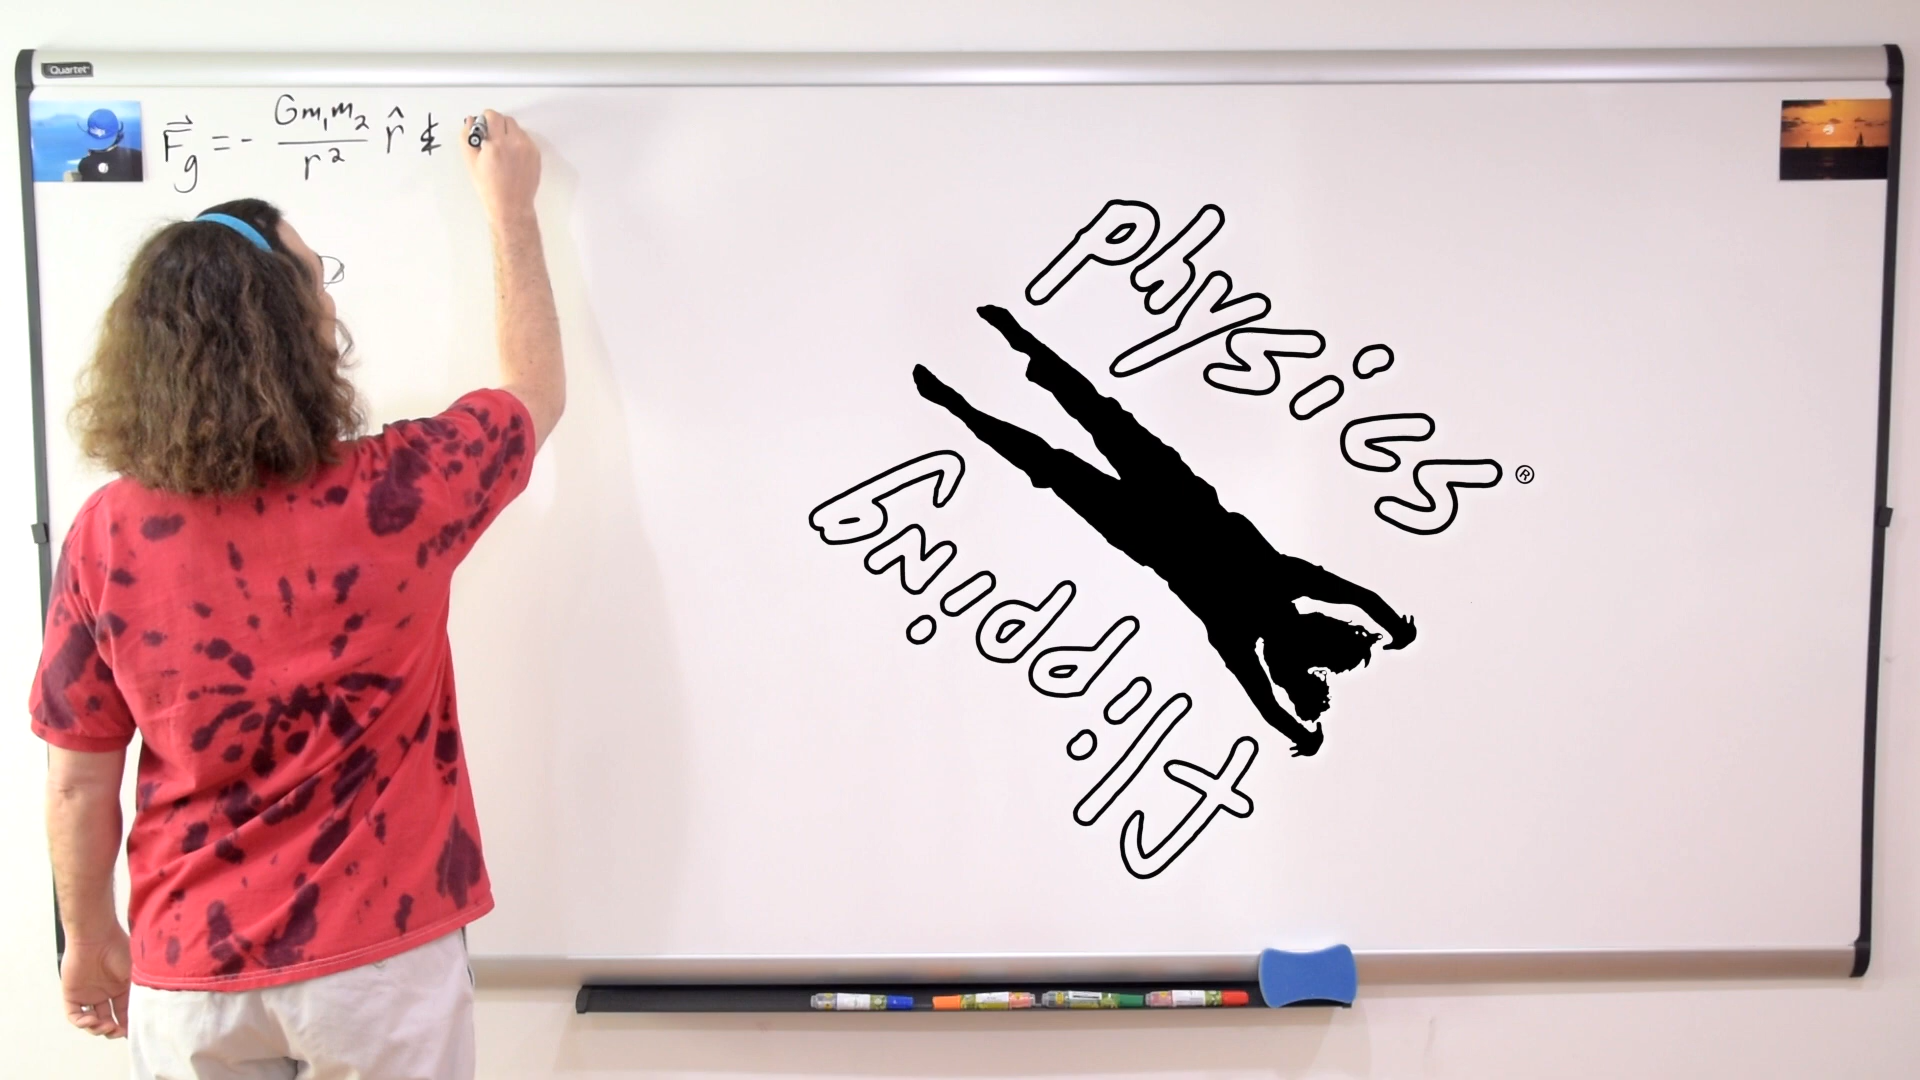 Quartet
F⃗g = - Gm₁m₂/r² r̂ &
Physics®
Flipping